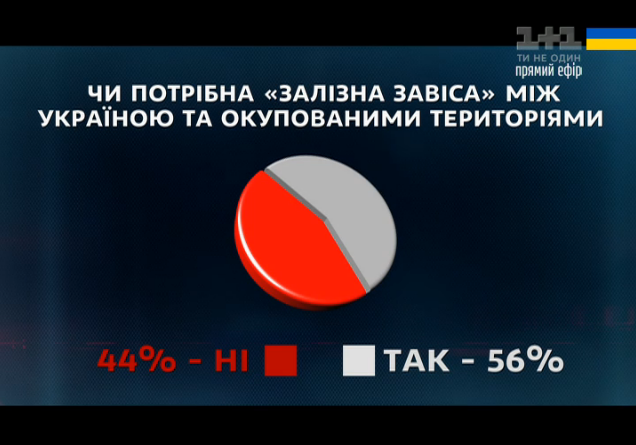 1+1
ТИ НЕ ОДИН
ПРЯМИЙ ЕФІР
ЧИ ПОТРІБНА «ЗАЛІЗНА ЗАВІСА» МІЖ
УКРАЇНОЮ ТА ОКУПОВАНИМИ ТЕРИТОРІЯМИ
44% - НІ
ТАК - 56%